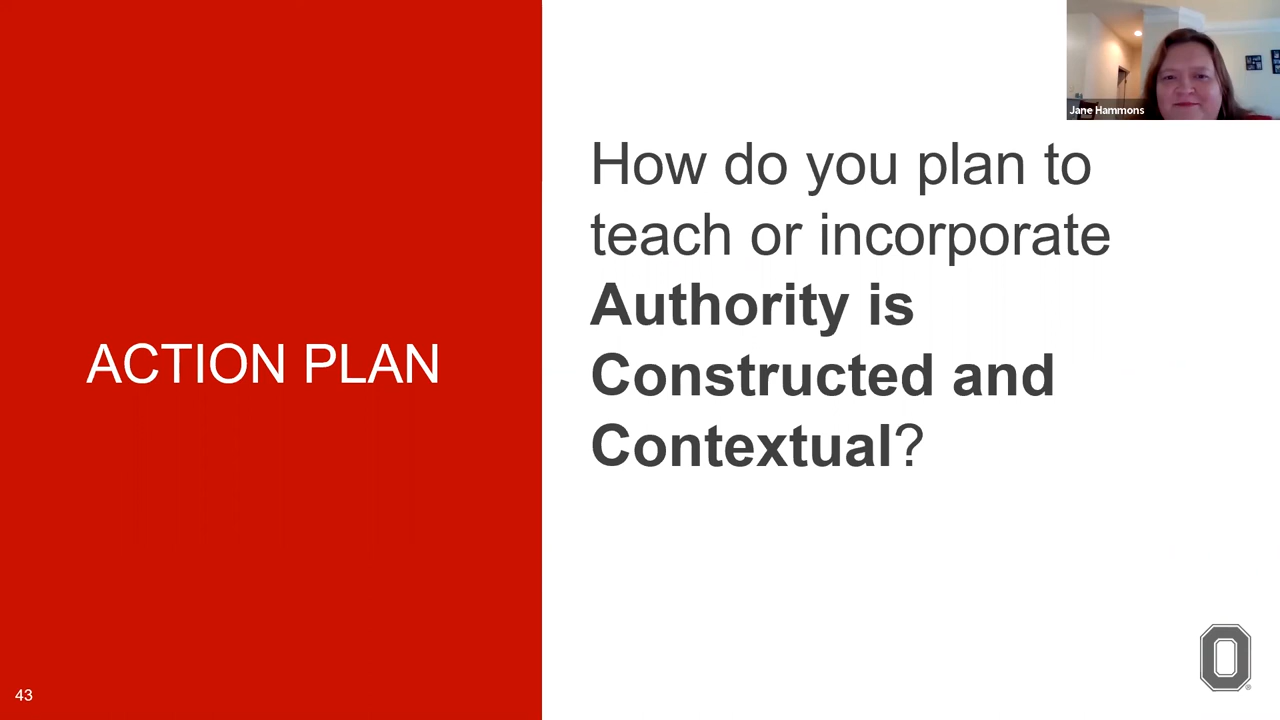 Jane Hammons
How do you plan to
teach or incorporate
Authority is
Constructed and
Contextual?
ACTION PLAN
43